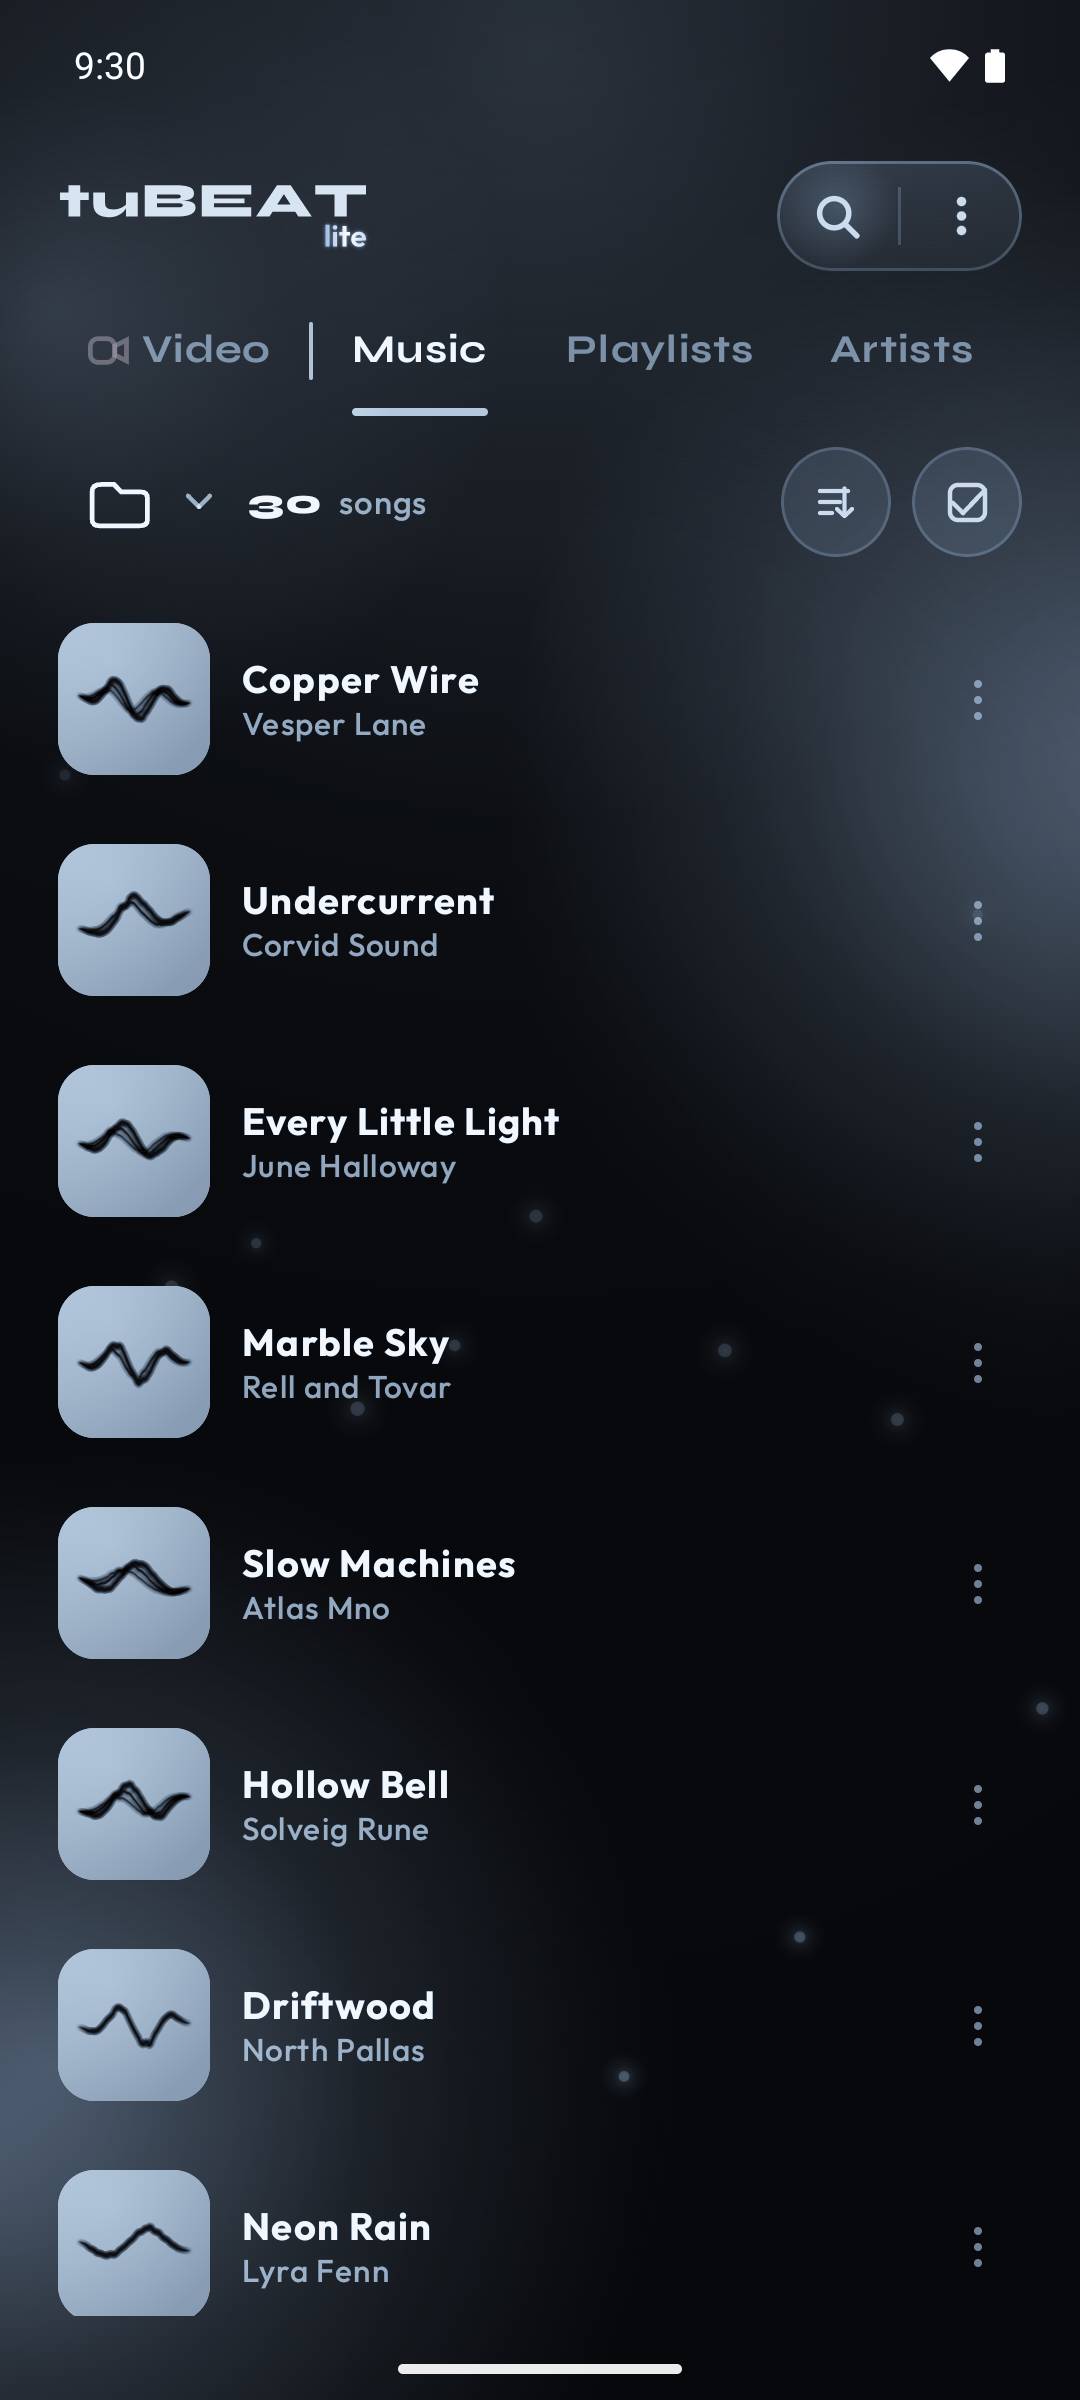 9:30
tuBEAT
lite
Video Music Playlists Artists
30 songs
Copper Wire
Vesper Lane
Undercurrent
Corvid Sound
Every Little Light
June Halloway
Marble Sky
Rell and Tovar
Slow Machines
Atlas Mno
Hollow Bell
Solveig Rune
Driftwood
North Pallas
Neon Rain
Lyra Fenn